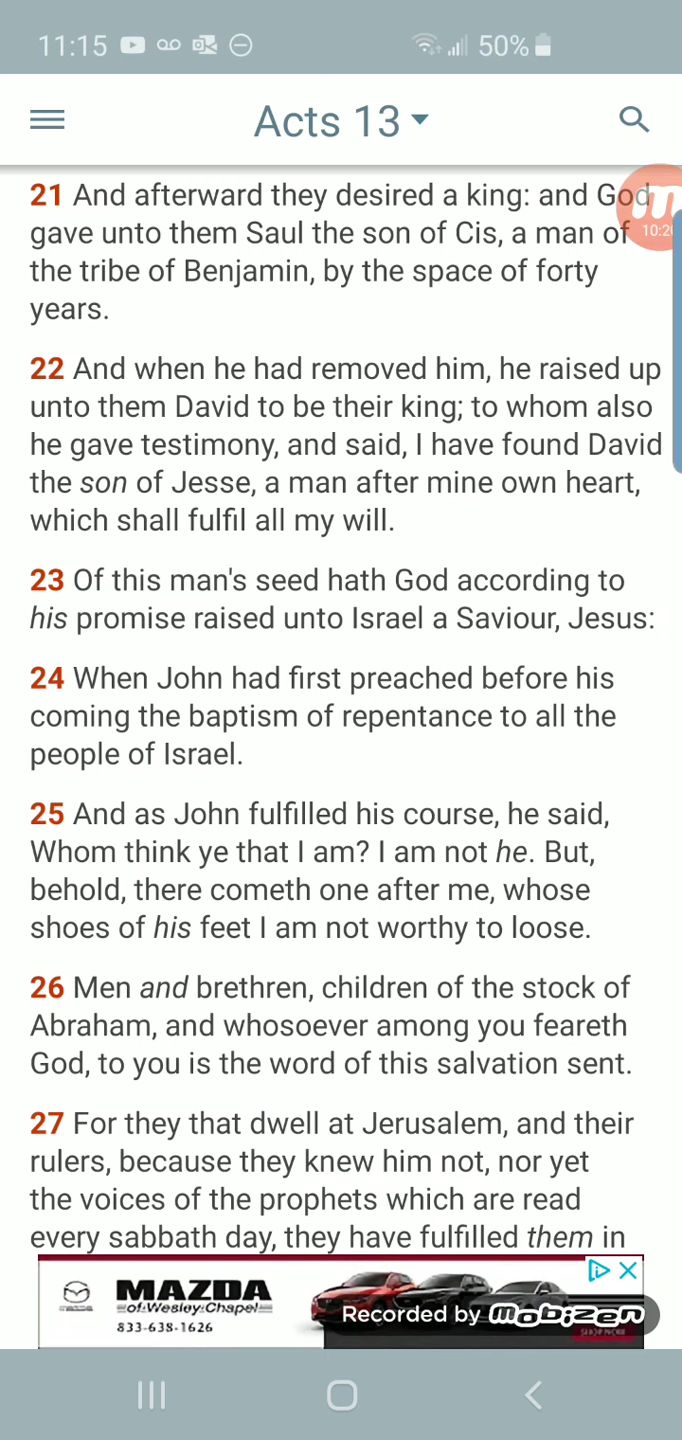 11:15 50%
Acts 13
21 And afterward they desired a king: and God
gave unto them Saul the son of Cis, a man of
the tribe of Benjamin, by the space of forty
years.
10:20
22 And when he had removed him, he raised up
unto them David to be their king; to whom also
he gave testimony, and said, I have found David
the son of Jesse, a man after mine own heart,
which shall fulfil all my will.
23 Of this man's seed hath God according to
his promise raised unto Israel a Saviour, Jesus:
24 When John had first preached before his
coming the baptism of repentance to all the
people of Israel.
25 And as John fulfilled his course, he said,
Whom think ye that I am? I am not he. But,
behold, there cometh one after me, whose
shoes of his feet I am not worthy to loose.
26 Men and brethren, children of the stock of
Abraham, and whosoever among you feareth
God, to you is the word of this salvation sent.
27 For they that dwell at Jerusalem, and their
rulers, because they knew him not, nor yet
the voices of the prophets which are read
every sabbath day, they have fulfilled them in
MAZDA
of Wesley Chapel
833-638-1626
Recorded by Mobizen
SHOP NOW